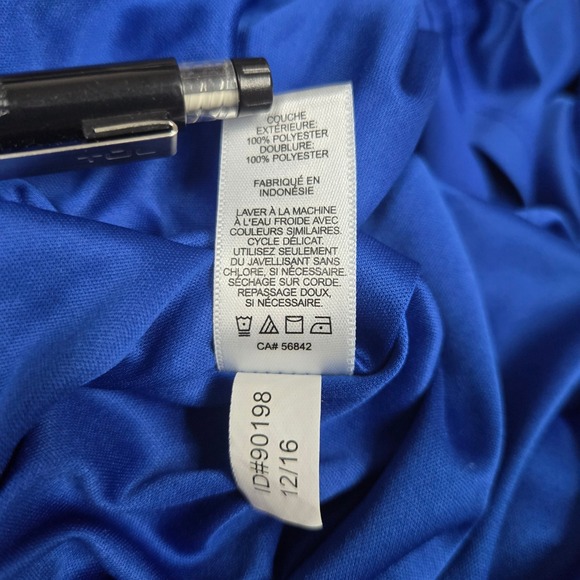 COUCHE
EXTÉRIEURE:
100% POLYESTER
DOUBLURE:
100% POLYESTER
FABRIQUÉ EN
INDONÉSIE
LAVER À LA MACHINE
À L'EAU FROIDE AVEC
COULEURS SIMILAIRES.
CYCLE DÉLICAT.
UTILISEZ SEULEMENT
DU JAVELLISANT SANS
CHLORE, SI NÉCESSAIRE.
SÉCHAGE SUR CORDE.
REPASSAGE DOUX,
SI NÉCESSAIRE.
CA# 56842
ID#90198
12/16